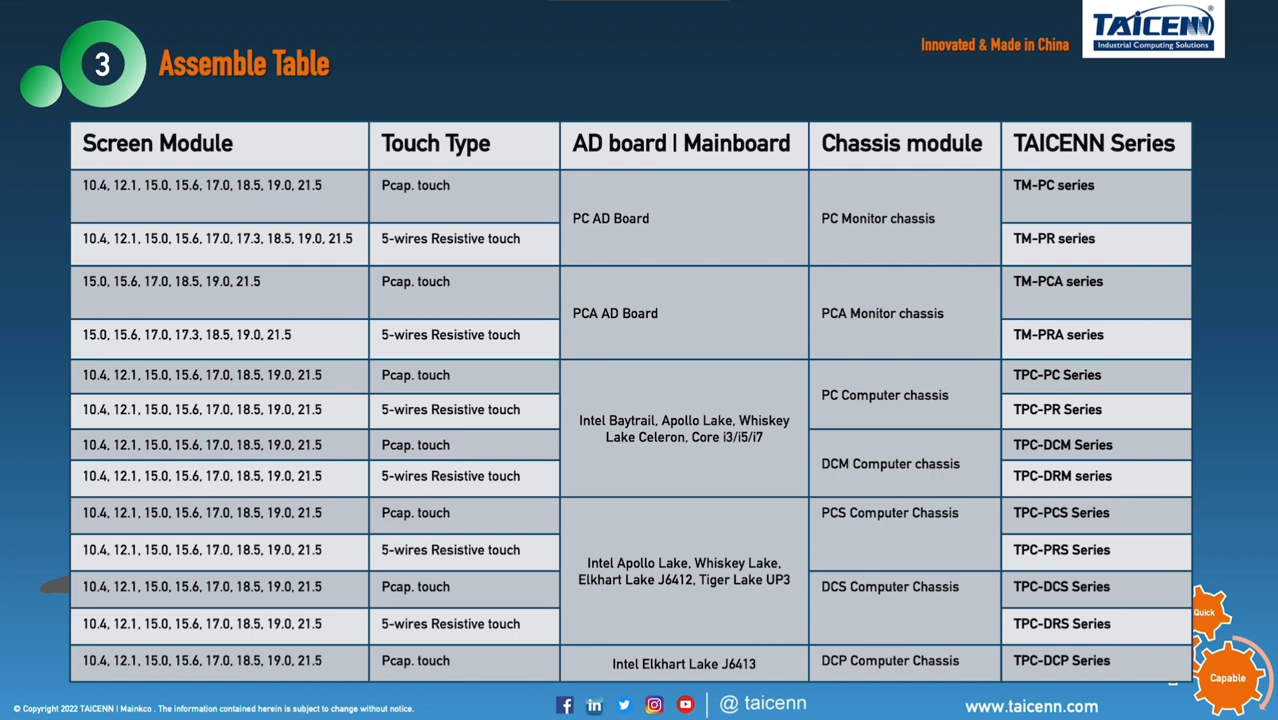 3
Assemble Table
Innovated & Made in China
TAICENN
®
Industrial Computing Solutions
Screen Module Touch Type AD board | Mainboard Chassis module TAICENN Series
10.4, 12.1, 15.0, 15.6, 17.0, 18.5, 19.0, 21.5 Pcap. touch TM-PC series
PC AD Board PC Monitor chassis
10.4, 12.1, 15.0, 15.6, 17.0, 17.3, 18.5, 19.0, 21.5 5-wires Resistive touch TM-PR series
15.0, 15.6, 17.0, 18.5, 19.0, 21.5 Pcap. touch TM-PCA series
PCA AD Board PCA Monitor chassis
15.0, 15.6, 17.0, 17.3, 18.5, 19.0, 21.5 5-wires Resistive touch TM-PRA series
10.4, 12.1, 15.0, 15.6, 17.0, 18.5, 19.0, 21.5 Pcap. touch TPC-PC Series
PC Computer chassis
10.4, 12.1, 15.0, 15.6, 17.0, 18.5, 19.0, 21.5 5-wires Resistive touch TPC-PR Series
Intel Baytrail, Apollo Lake, Whiskey
Lake Celeron, Core i3/i5/i7
10.4, 12.1, 15.0, 15.6, 17.0, 18.5, 19.0, 21.5 Pcap. touch TPC-DCM Series
DCM Computer chassis
10.4, 12.1, 15.0, 15.6, 17.0, 18.5, 19.0, 21.5 5-wires Resistive touch TPC-DRM series
10.4, 12.1, 15.0, 15.6, 17.0, 18.5, 19.0, 21.5 Pcap. touch PCS Computer Chassis TPC-PCS Series
10.4, 12.1, 15.0, 15.6, 17.0, 18.5, 19.0, 21.5 5-wires Resistive touch TPC-PRS Series
Intel Apollo Lake, Whiskey Lake,
Elkhart Lake J6412, Tiger Lake UP3
10.4, 12.1, 15.0, 15.6, 17.0, 18.5, 19.0, 21.5 Pcap. touch DCS Computer Chassis TPC-DCS Series
10.4, 12.1, 15.0, 15.6, 17.0, 18.5, 19.0, 21.5 5-wires Resistive touch TPC-DRS Series
10.4, 12.1, 15.0, 15.6, 17.0, 18.5, 19.0, 21.5 Pcap. touch Intel Elkhart Lake J6413 DCP Computer Chassis TPC-DCP Series
Quick
Capable
© Copyright 2022 TAICENN | Mainkco . The information contained herein is subject to change without notice.
@ taicenn
www.taicenn.com